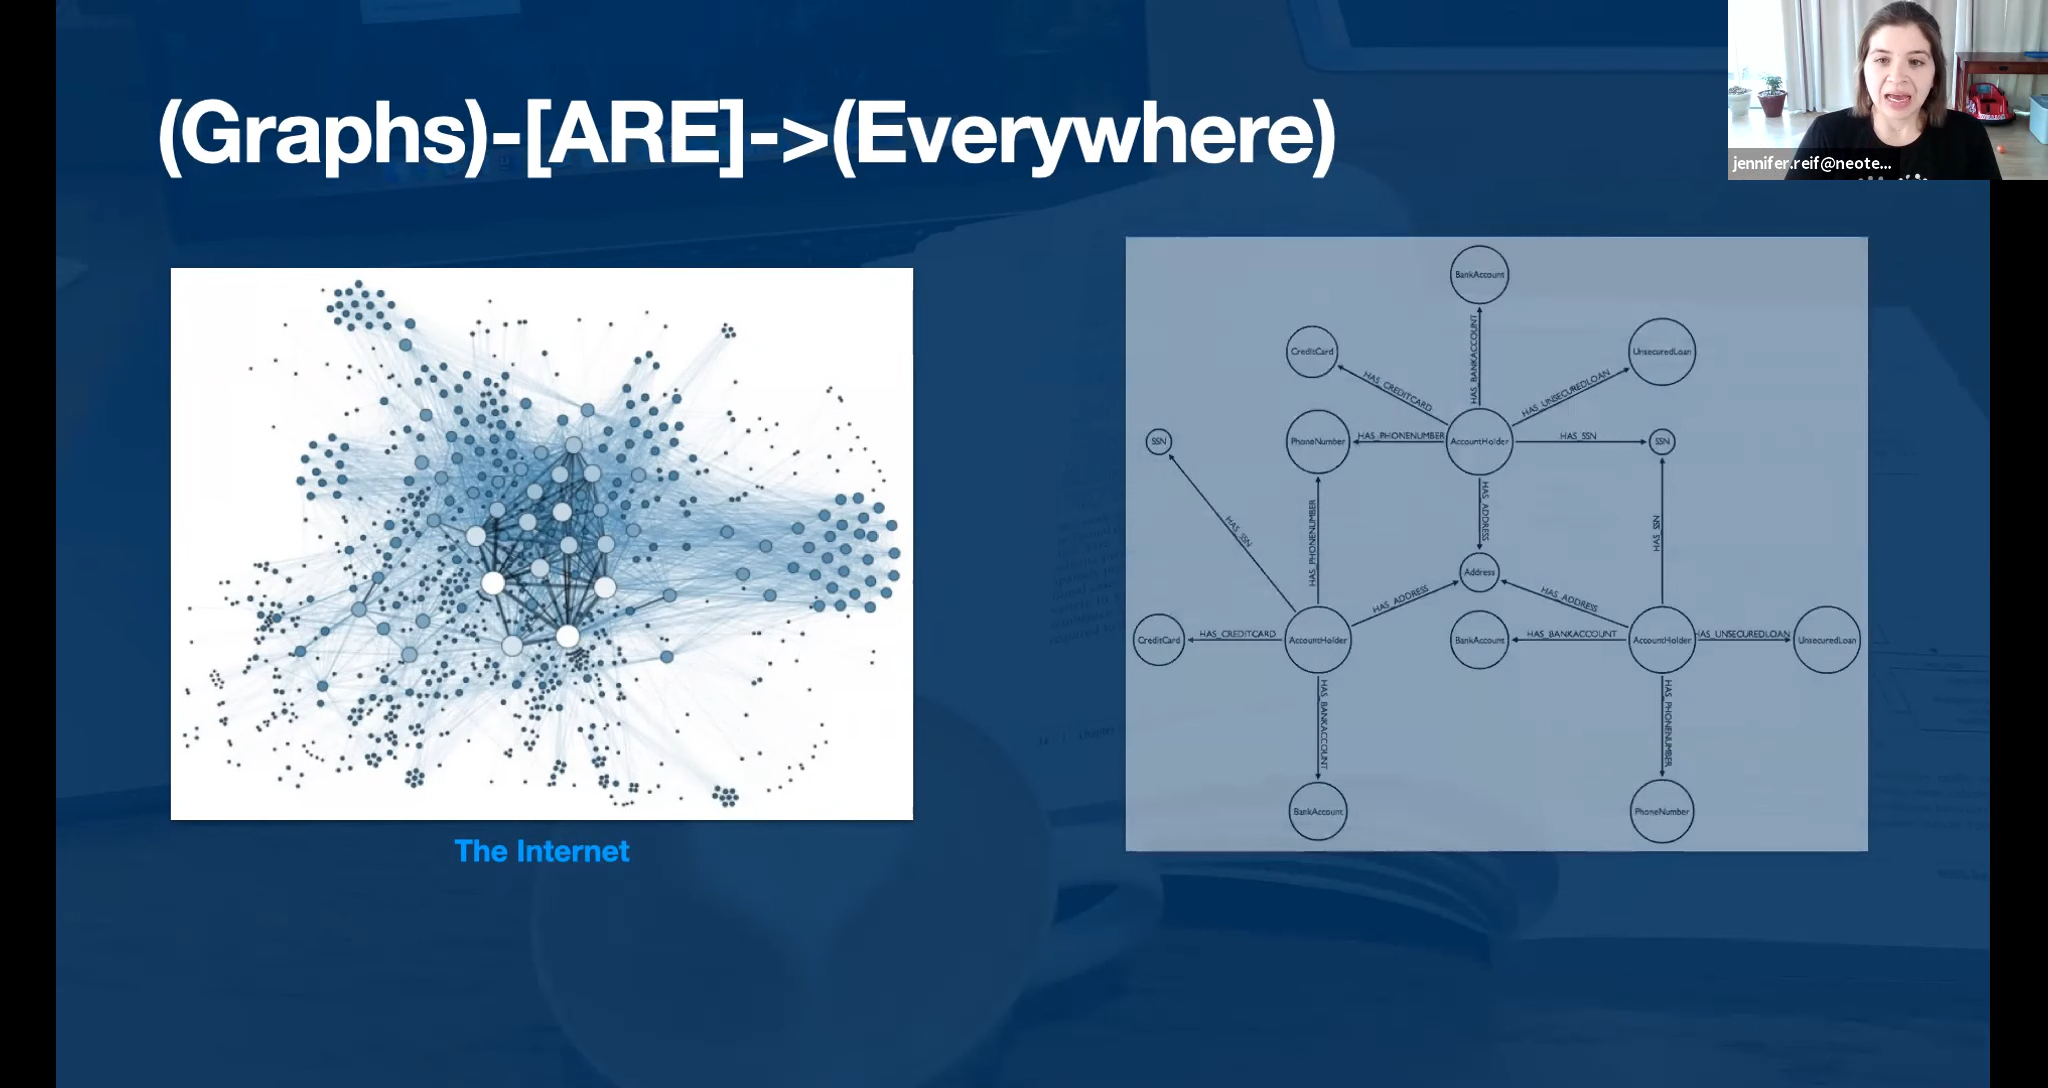 (Graphs)-[ARE]->(Everywhere)
jennifer.reif@neote...
BankAccount
CreditCard
UnsecuredLoan
HAS_CREDITCARD
HAS_BANKACCOUNT
HAS_UNSECUREDLOAN
SSN
PhoneNumber
HAS_PHONENUMBER
AccountHolder
HAS_SSN
SSN
HAS_SSN
HAS_PHONENUMBER
HAS_ADDRESS
HAS_SSN
Address
HAS_ADDRESS
HAS_ADDRESS
CreditCard
HAS_CREDITCARD
AccountHolder
BankAccount
HAS_BANKACCOUNT
AccountHolder
HAS_UNSECUREDLOAN
UnsecuredLoan
HAS_BANKACCOUNT
HAS_PHONENUMBER
BankAccount
PhoneNumber
The Internet